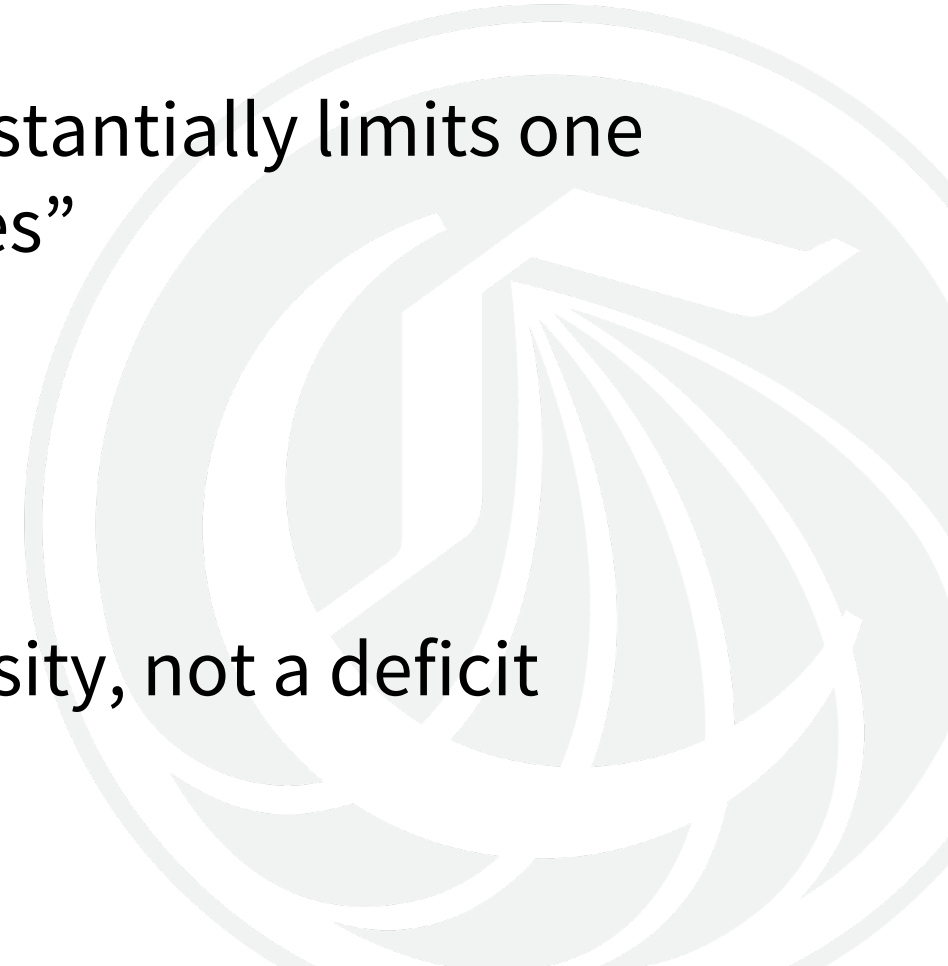 stantially limits one
es”
sity, not a deficit